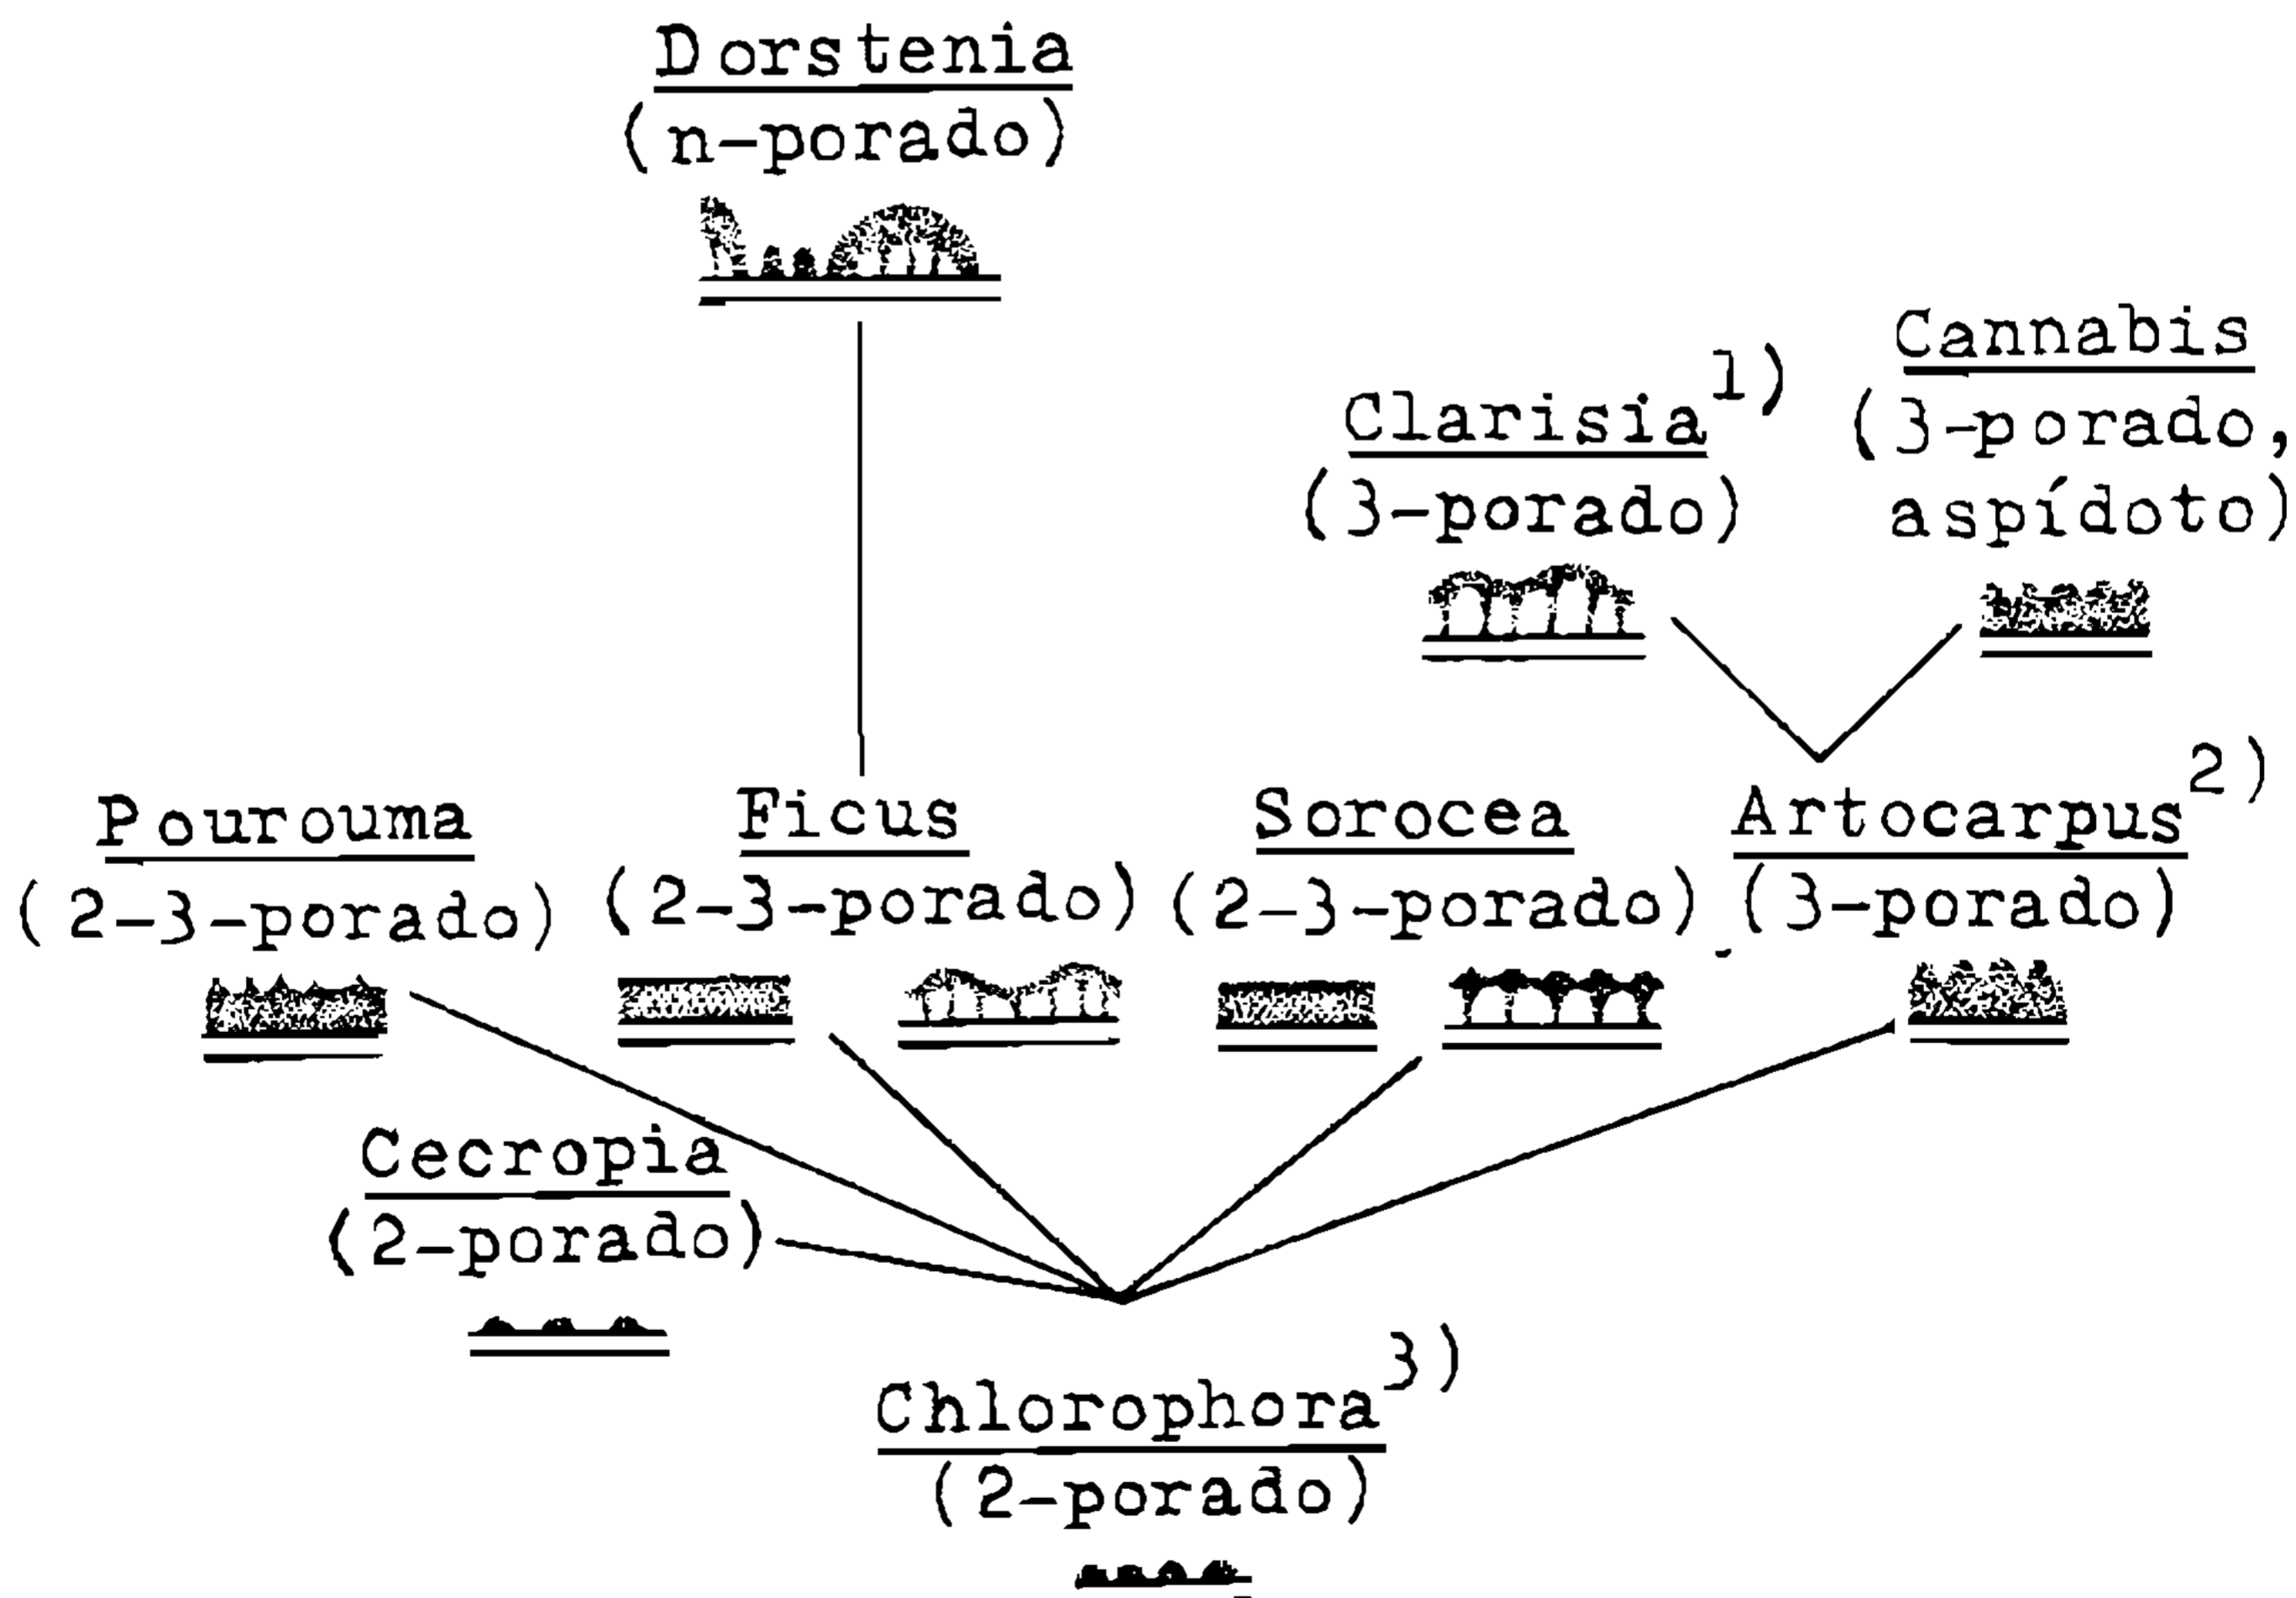 Dorstenia
(n-porado)
Clarisia1)
(3-porado)
Cannabis
(3-porado,
aspídoto)
Pourouma
(2-3-porado)
Ficus
(2-3-porado)
Sorocea
(2-3-porado)
Artocarpus2)
(3-porado)
Cecropia
(2-porado)
Chlorophora3)
(2-porado)